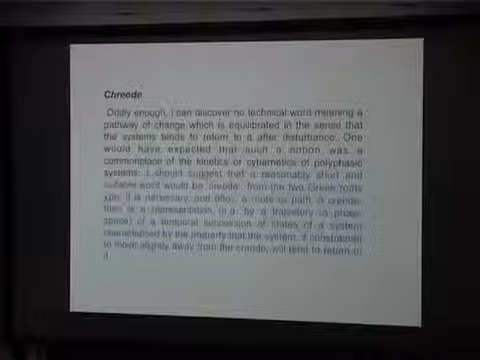 Chreode
Oddly enough, I can discover no technical word meaning a
pathway of change which is equilibrated in the sense that
the systems tends to return to it after disturbance. One
would have expected that such a notion was a
commonplace of the kinetics or cybernetics of polyphasic
systems. I should suggest that a reasonably short and
suitable word would be creode, from the two Greek roots
it is necessary, and a route or path. A creode
then is a representation (e.g. by a trajectory in phase
space) of a temporal succession of states of a system
characterised by the property that the system, if constrained
to move slightly away from the creode, will tend to return to
it.